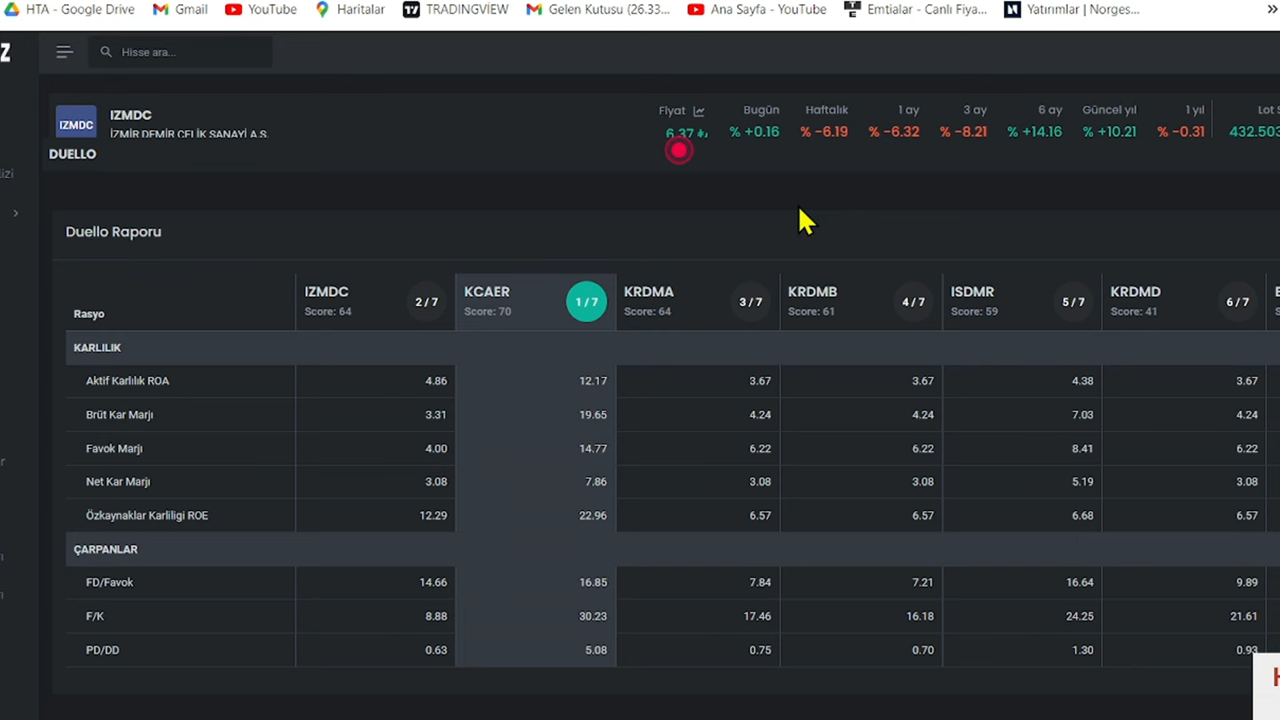 HTA - Google Drive Gmail YouTube Haritalar TRADINGVİEW Gelen Kutusu (26.33... Ana Sayfa - YouTube Emtialar - Canlı Fiya... Yatırımlar | Norges... »
Z
Hisse ara...
IZMDC IZMDC
İZMİR DEMİR ÇELİK SANAYİ A.Ş.
Fiyat Bugün Haftalık 1 ay 3 ay 6 ay Güncel yıl 1 yıl Lot S
6.37 ₺ % +0.16 % -6.19 % -6.32 % -8.21 % +14.16 % +10.21 % -0.31 432.503
DUELLO
izi
Duello Raporu
Rasyo
IZMDC 2 / 7 KCAER 1 / 7 KRDMA 3 / 7 KRDMB 4 / 7 ISDMR 5 / 7 KRDMD 6 / 7
Score: 64 Score: 70 Score: 64 Score: 61 Score: 59 Score: 41
KARLILIK
Aktif Karlılık ROA 4.86 12.17 3.67 3.67 4.38 3.67
Brüt Kar Marjı 3.31 19.65 4.24 4.24 7.03 4.24
Favok Marjı 4.00 14.77 6.22 6.22 8.41 6.22
Net Kar Marjı 3.08 7.86 3.08 3.08 5.19 3.08
Özkaynaklar Karliligi ROE 12.29 22.96 6.57 6.57 6.68 6.57
ÇARPANLAR
FD/Favok 14.66 16.85 7.84 7.21 16.64 9.89
F/K 8.88 30.23 17.46 16.18 24.25 21.61
PD/DD 0.63 5.08 0.75 0.70 1.30 0.93